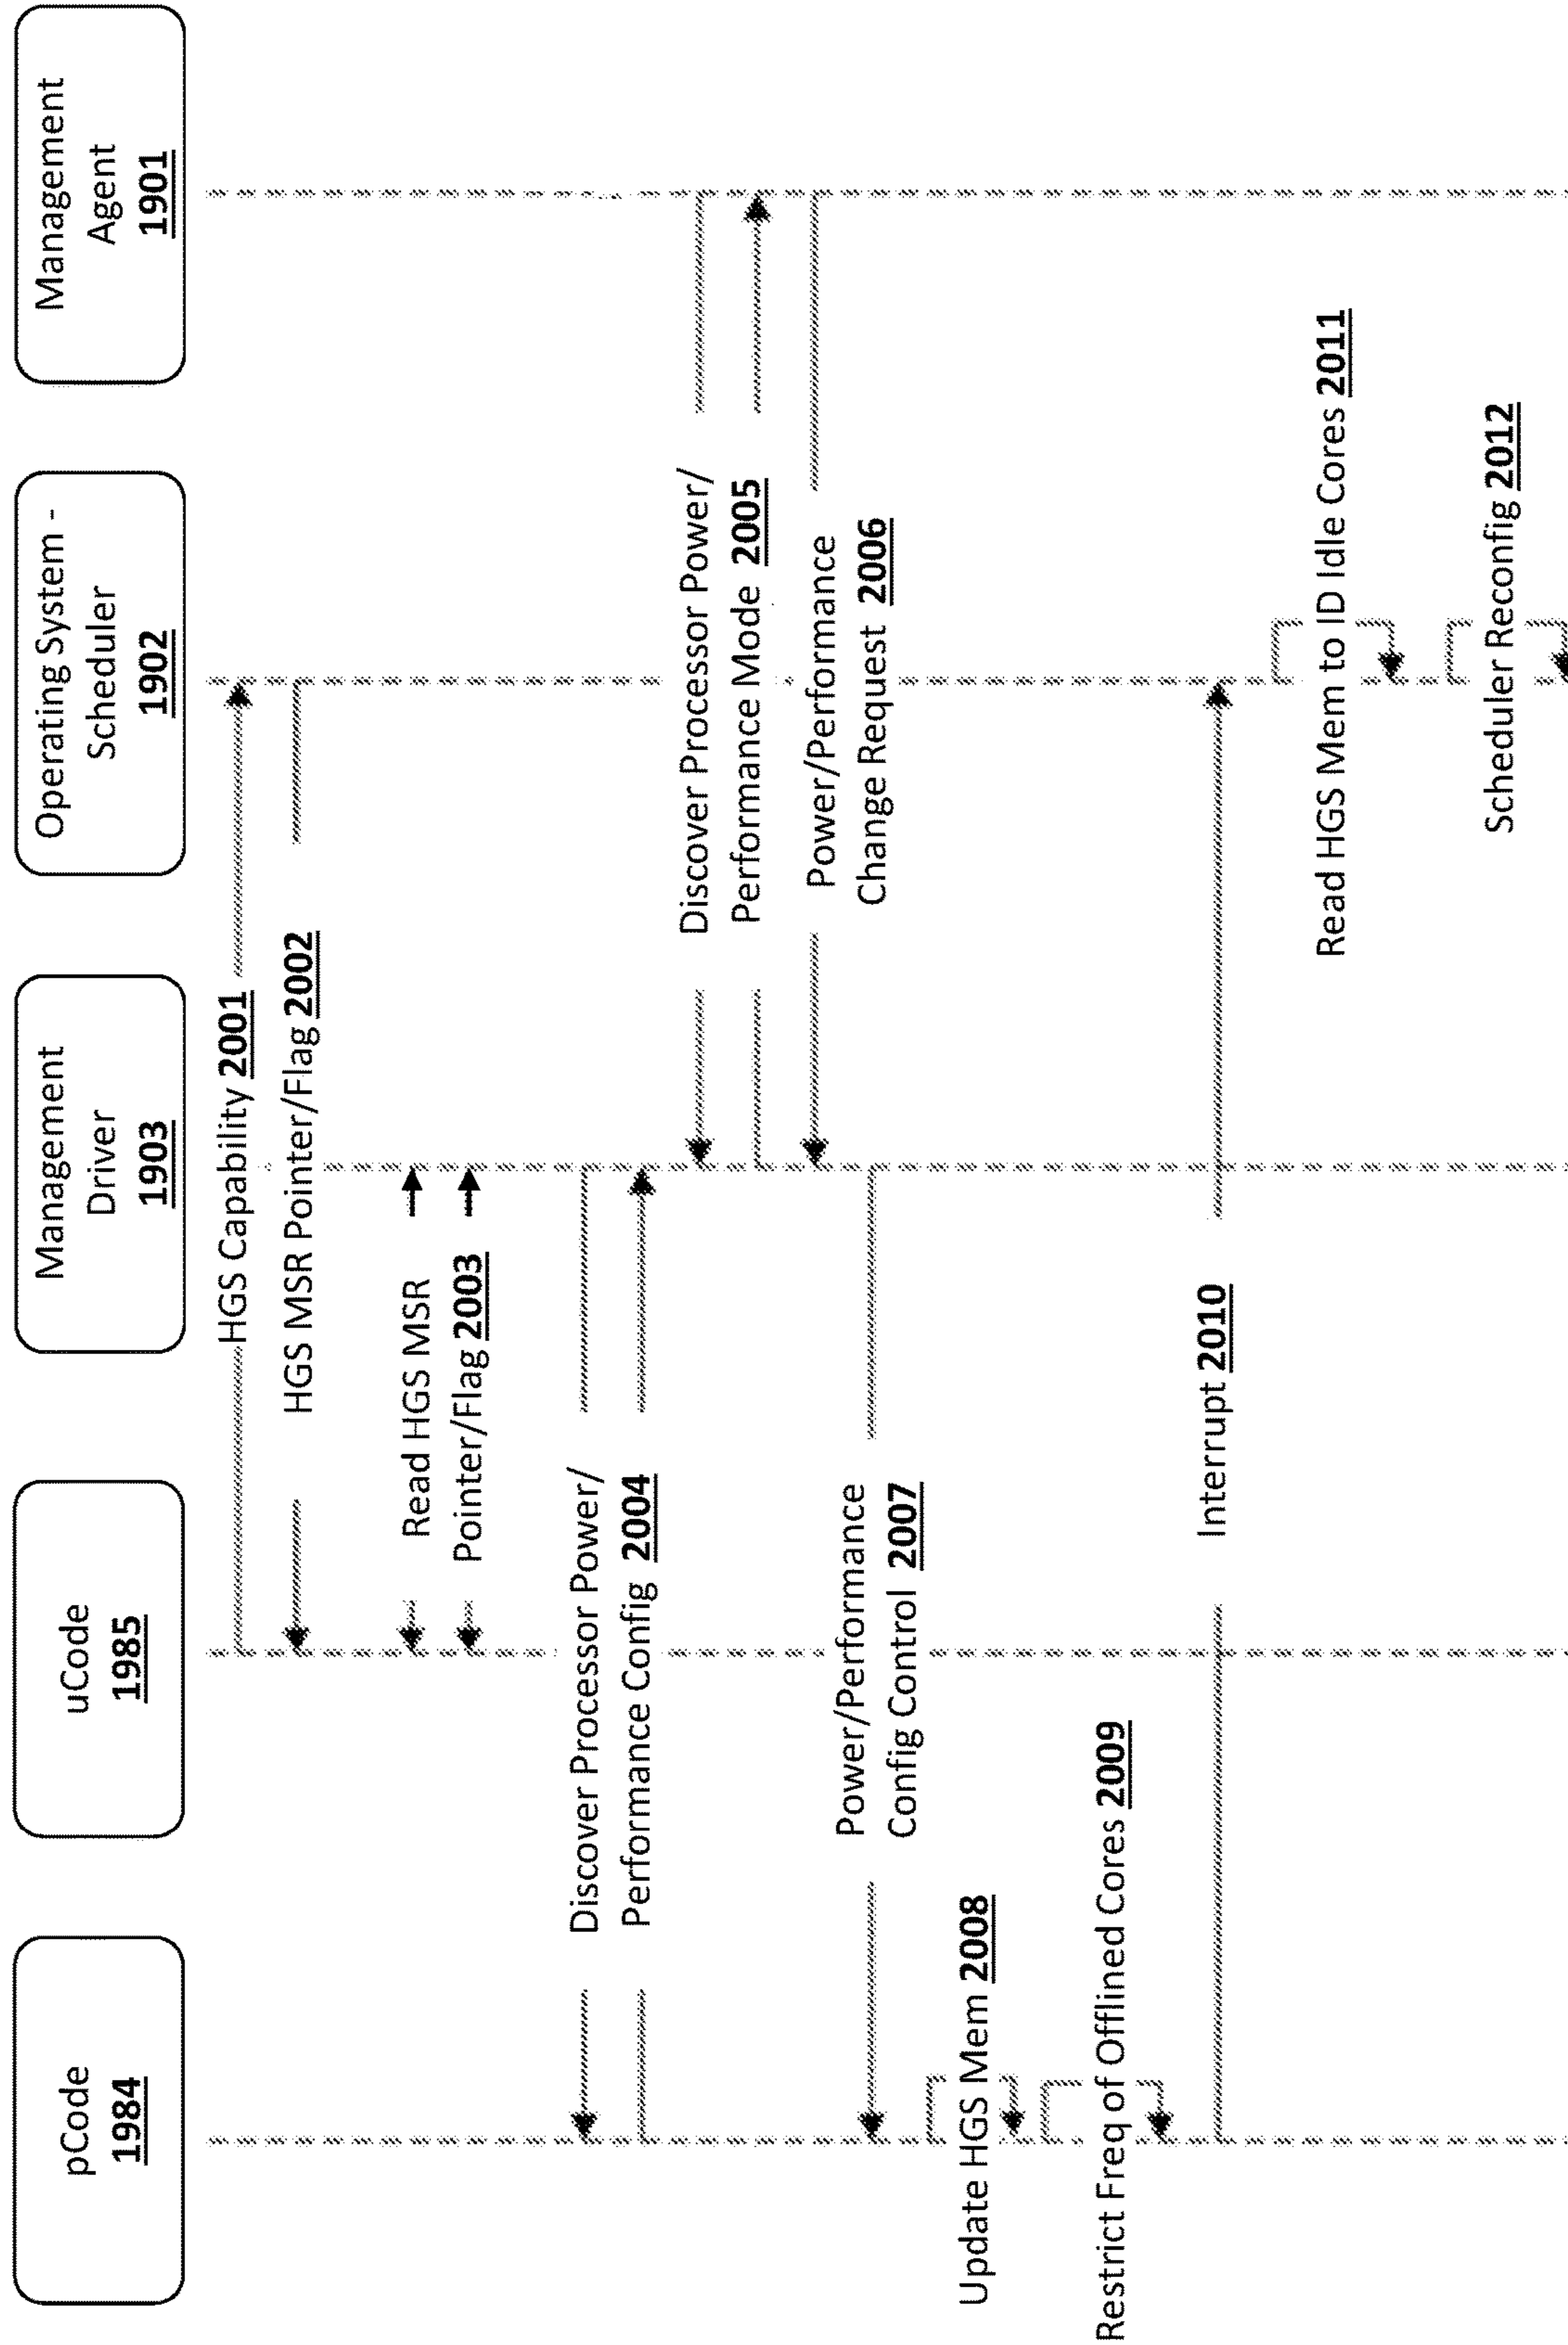 pCode
1984
uCode
1985
Management
Driver
1903
Operating System -
Scheduler
1902
Management
Agent
1901
HGS Capability 2001
HGS MSR Pointer/Flag 2002
Read HGS MSR
Pointer/Flag 2003
Discover Processor Power/
Performance Config 2004
Discover Processor Power/
Performance Mode 2005
Power/Performance
Change Request 2006
Power/Performance
Config Control 2007
Update HGS Mem 2008
Restrict Freq of Offlined Cores 2009
Interrupt 2010
Read HGS Mem to ID Idle Cores 2011
Scheduler Reconfig 2012